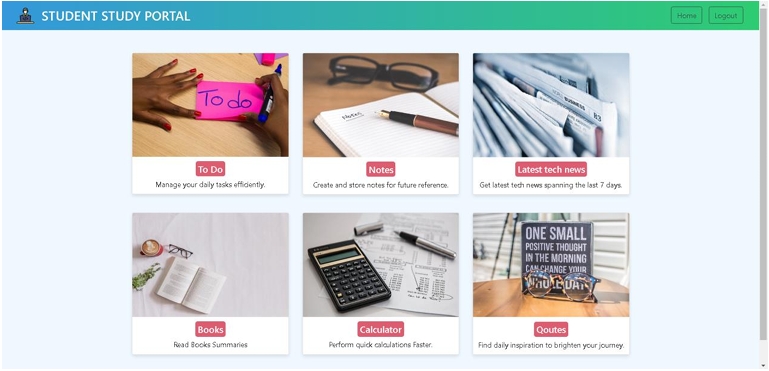 STUDENT STUDY PORTAL
Home
Logout
To do
notes
BUSINESS
B3
ONE SMALL
POSITIVE THOUGHT
IN THE MORNING
CAN CHANGE YOUR
WHOLE DAY
To Do
Notes
Latest tech news
Manage your daily tasks efficiently.
Create and store notes for future reference.
Get latest tech news spanning the last 7 days.
Books
Calculator
Qoutes
Read Books Summaries
Perform quick calculations Faster.
Find daily inspiration to brighten your journey.